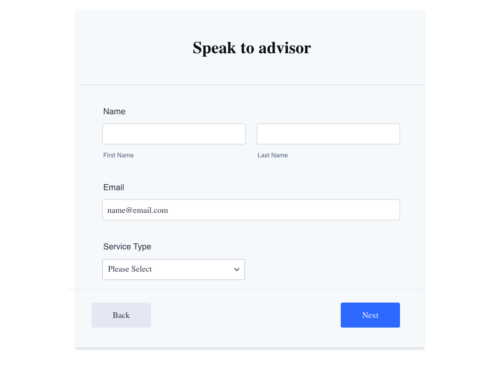 Speak to advisor
Name
First Name Last Name
Email
name@email.com
Service Type
Please Select
Back Next